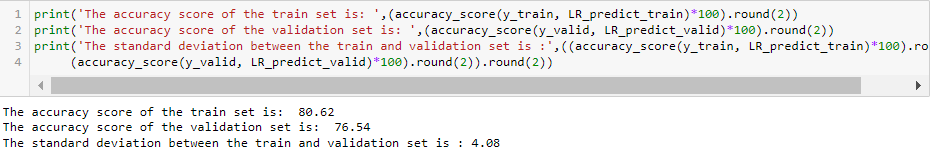 1 print('The accuracy score of the train set is: ',(accuracy_score(y_train, LR_predict_train)*100).round(2))
2 print('The accuracy score of the validation set is: ',(accuracy_score(y_valid, LR_predict_valid)*100).round(2))
3 print('The standard deviation between the train and validation set is :',((accuracy_score(y_train, LR_predict_train)*100).ro
4 (accuracy_score(y_valid, LR_predict_valid)*100).round(2)).round(2))
The accuracy score of the train set is:  80.62
The accuracy score of the validation set is:  76.54
The standard deviation between the train and validation set is : 4.08